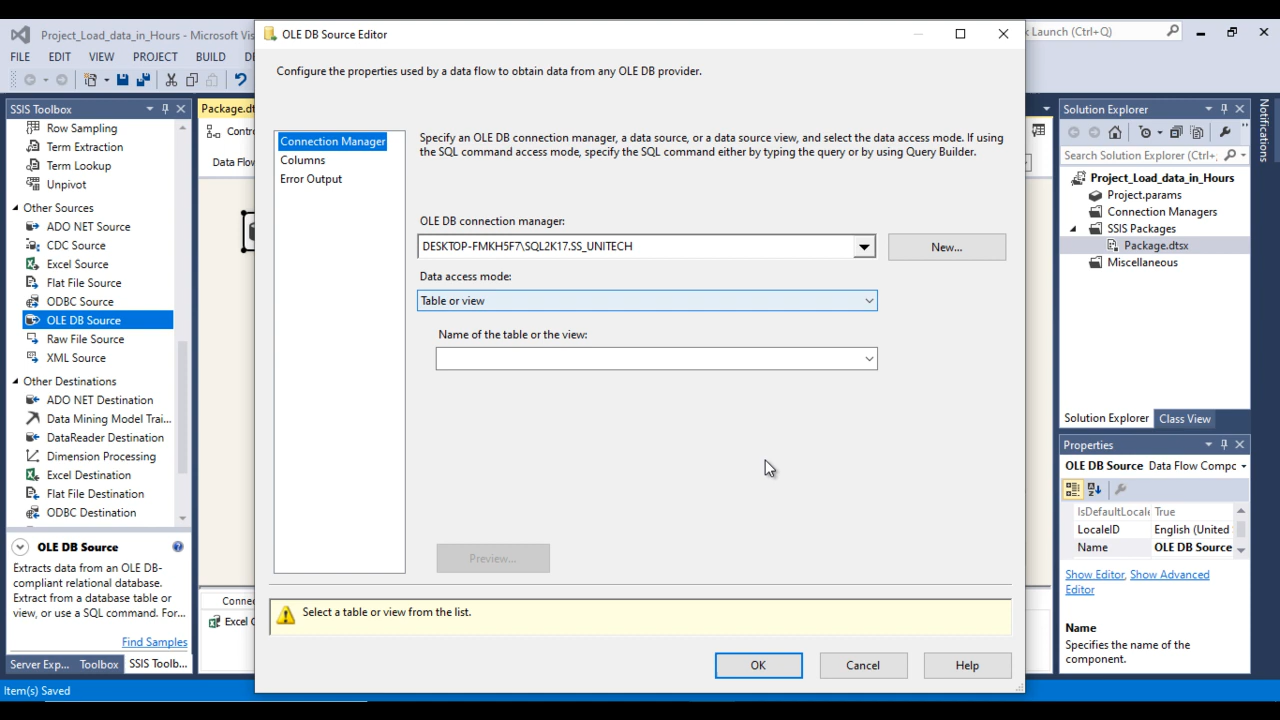 Project_Load_data_in_Hours - Microsoft Vis
OLE DB Source Editor
Launch (Ctrl+Q)
FILE EDIT VIEW PROJECT BUILD
Configure the properties used by a data flow to obtain data from any OLE DB provider.
SSIS Toolbox
Row Sampling
Term Extraction
Term Lookup
Unpivot
Other Sources
ADO NET Source
CDC Source
Excel Source
Flat File Source
ODBC Source
OLE DB Source
Raw File Source
XML Source
Other Destinations
ADO NET Destination
Data Mining Model Trai...
DataReader Destination
Dimension Processing
Excel Destination
Flat File Destination
ODBC Destination
OLE DB Source
Extracts data from an OLE DB-
compliant relational database.
Extract from a database table or
view, or use a SQL command. For...
Find Samples
Server Exp... Toolbox SSIS Toolb...
Item(s) Saved
Package.dt
Contr
Data Flow
Connec
Excel C
Connection Manager
Columns
Error Output
Specify an OLE DB connection manager, a data source, or a data source view, and select the data access mode. If using
the SQL command access mode, specify the SQL command either by typing the query or by using Query Builder.
OLE DB connection manager:
DESKTOP-FMKH5F7\SQL2K17.SS_UNITECH
New...
Data access mode:
Table or view
Name of the table or the view:
Preview...
Select a table or view from the list.
OK Cancel Help
Solution Explorer
Search Solution Explorer (Ctrl+;
Project_Load_data_in_Hours
Project.params
Connection Managers
SSIS Packages
Package.dtsx
Miscellaneous
Solution Explorer Class View
Properties
OLE DB Source Data Flow Compo
IsDefaultLocale True
LocaleID English (United
Name OLE DB Source
Show Editor, Show Advanced
Editor
Name
Specifies the name of the
component.
Notifications